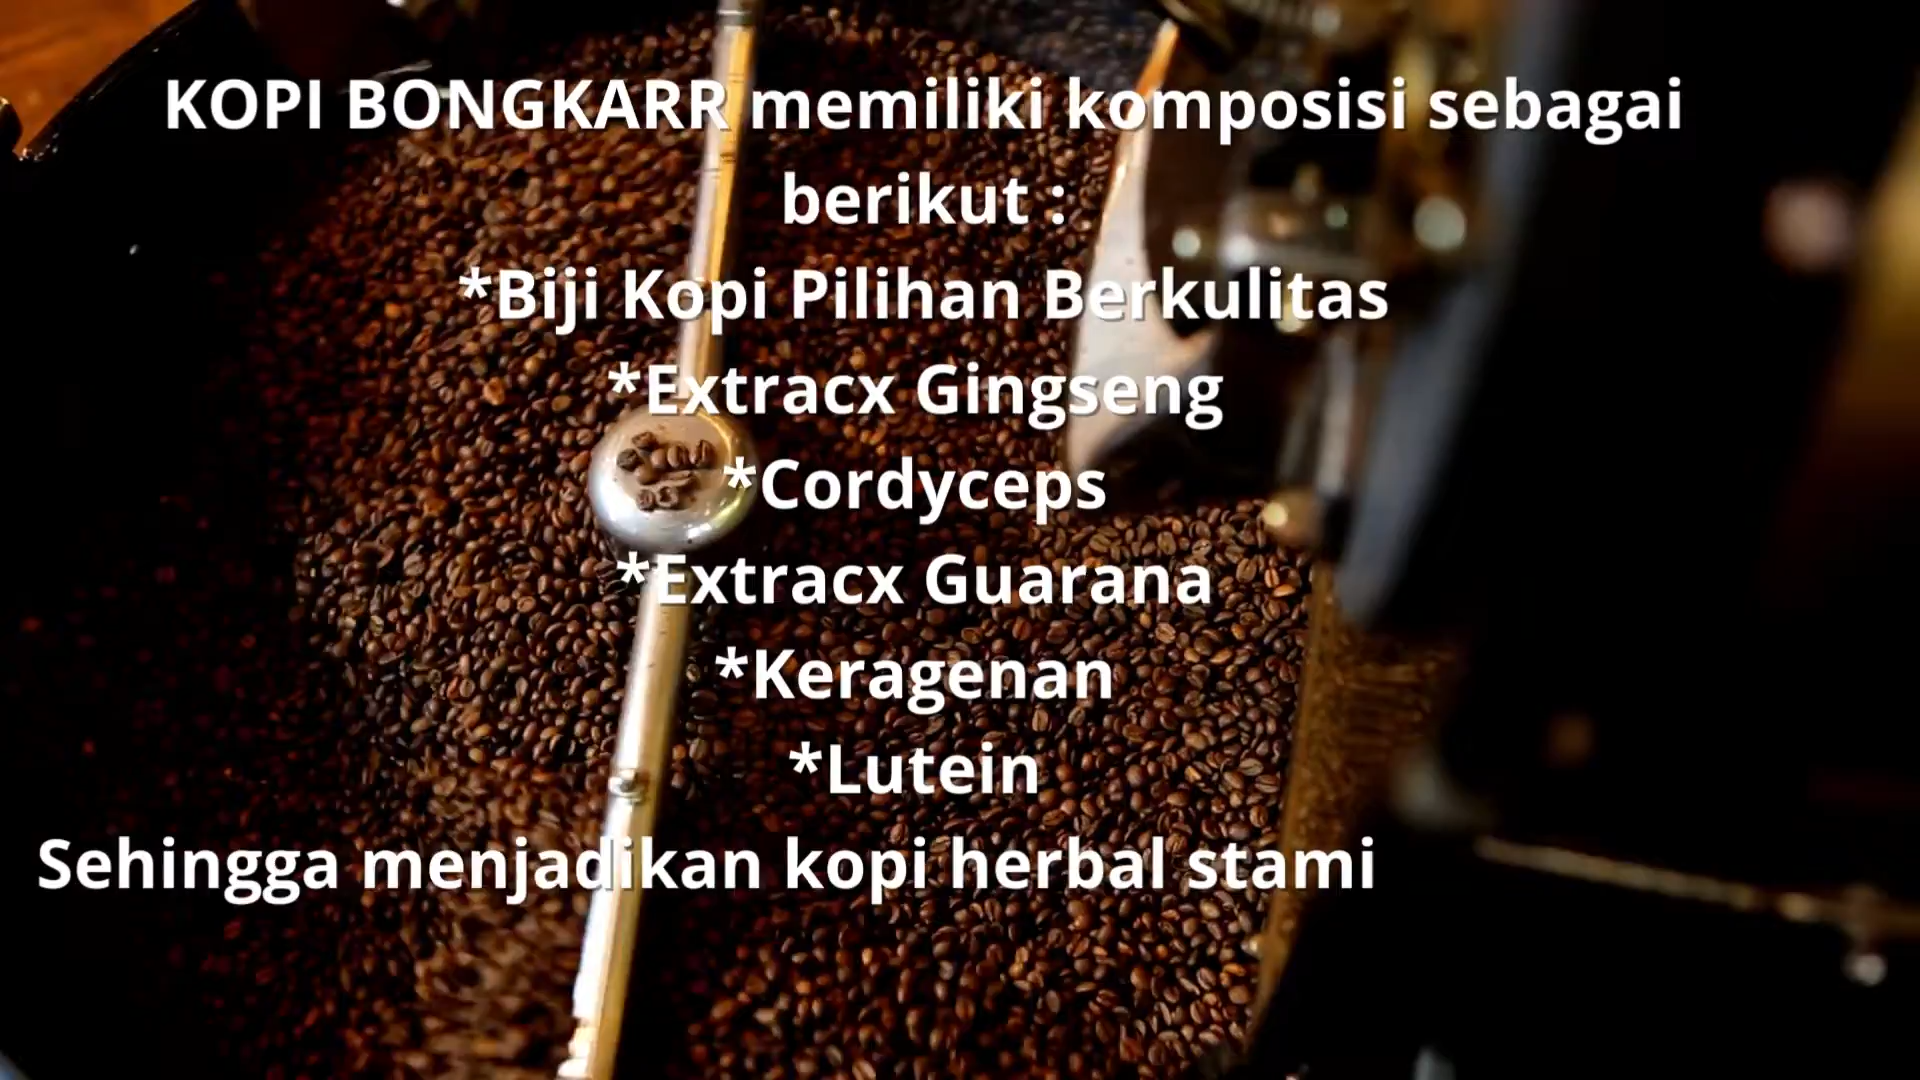 KOPI BONGKARR memiliki komposisi sebagai
berikut :
*Biji Kopi Pilihan Berkulitas
*Extracx Gingseng
*Cordyceps
*Extracx Guarana
*Keragenan
*Lutein
Sehingga menjadikan kopi herbal stami